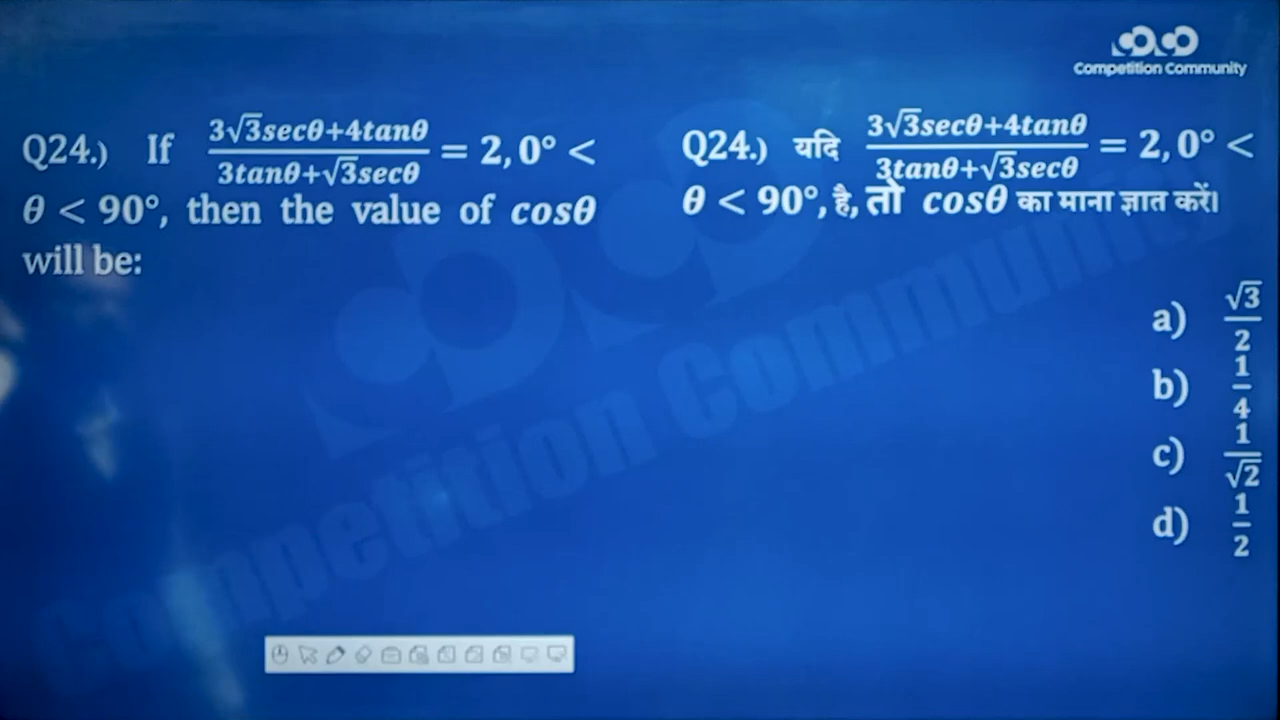 Competition Community
Q24.) If (3√3secθ+4tanθ)/(3tanθ+√3secθ) = 2, 0° <
θ < 90°, then the value of cosθ
will be:
Q24.) यदि (3√3secθ+4tanθ)/(3tanθ+√3secθ) = 2, 0° <
θ < 90°, है, तो cosθ का माना ज्ञात करें।
a) √3/2
b) 1/4
c) 1/√2
d) 1/2
Competition Community